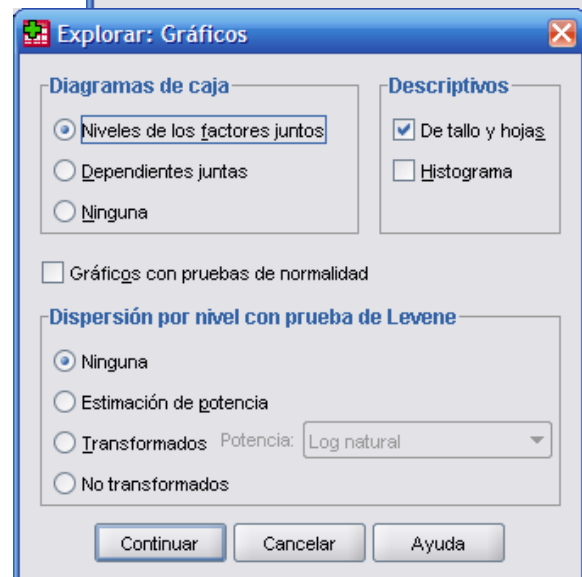 Explorar: Gráficos
Diagramas de caja
Niveles de los factores juntos
Dependientes juntas
Ninguna
Descriptivos
De tallo y hojas
Histograma
Gráficos con pruebas de normalidad
Dispersión por nivel con prueba de Levene
Ninguna
Estimación de potencia
Transformados Potencia: Log natural
No transformados
Continuar Cancelar Ayuda